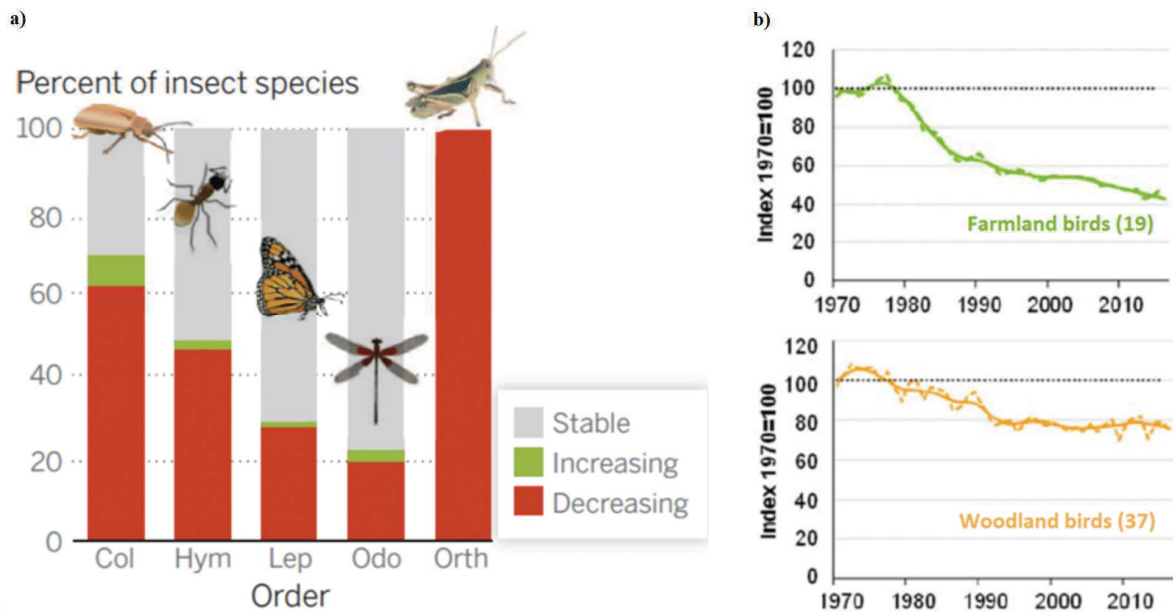 a)
Percent of insect species
100
80
60
40
20
0
Col Hym Lep Odo Orth
Order
Stable
Increasing
Decreasing
b)
Index 1970=100
120
100
80
60
40
20
0
Farmland birds (19)
1970 1980 1990 2000 2010
Index 1970=100
120
100
80
60
40
20
0
Woodland birds (37)
1970 1980 1990 2000 2010